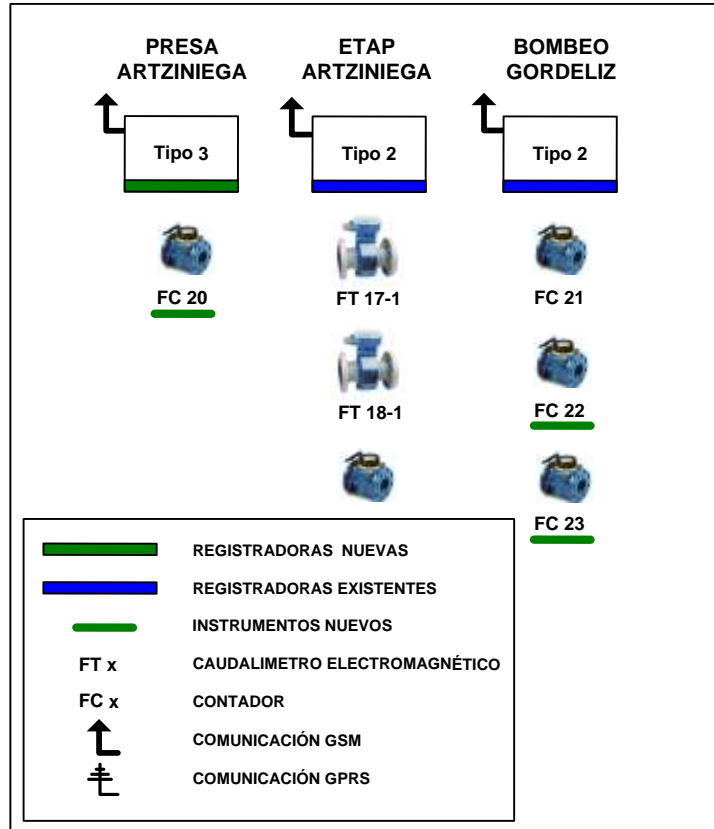 PRESA
ARTZINIEGA
ETAP
ARTZINIEGA
BOMBEO
GORDELIZ
Tipo 3
Tipo 2
Tipo 2
FC 20
FT 17-1
FC 21
FT 18-1
FC 22
FC 23
REGISTRADORAS NUEVAS
REGISTRADORAS EXISTENTES
INSTRUMENTOS NUEVOS
FT x CAUDALIMETRO ELECTROMAGNÉTICO
FC x CONTADOR
COMUNICACIÓN GSM
COMUNICACIÓN GPRS